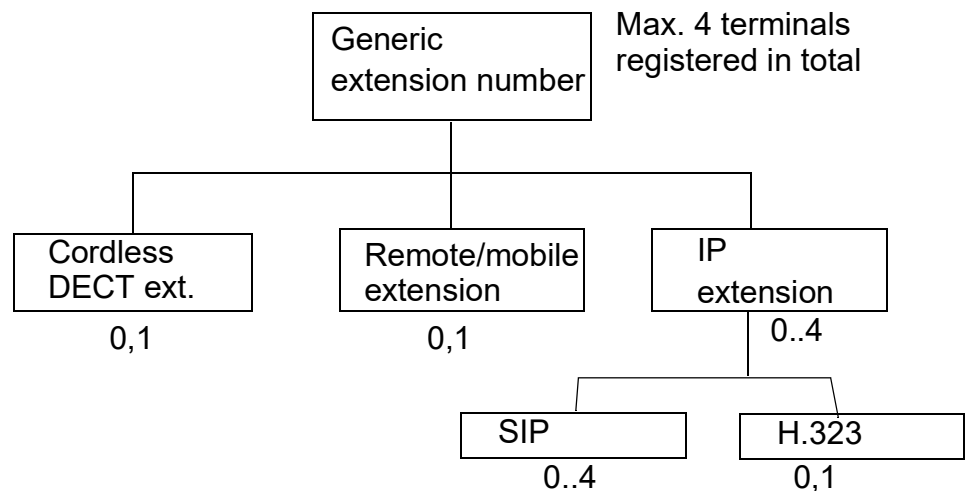 Generic
extension number
Max. 4 terminals
registered in total
Cordless
DECT ext.
0,1
Remote/mobile
extension
0,1
IP
extension
0..4
SIP
0..4
H.323
0,1